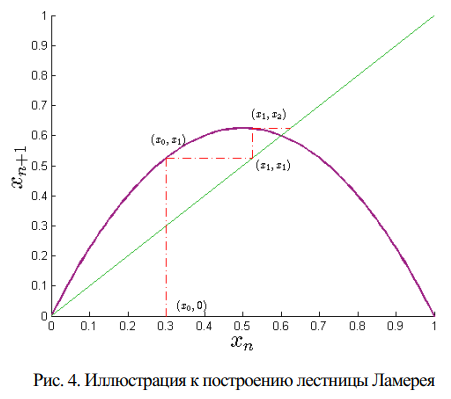 1
0.9
0.8
0.7
0.6
0.5
0.4
0.3
0.2
0.1
0
x_{n+1}
(x_1, x_2)
(x_0, x_1)
(x_1, x_1)
(x_0, 0)
0 0.1 0.2 0.3 0.4 0.5 0.6 0.7 0.8 0.9 1
x_n
Рис. 4. Иллюстрация к построению лестницы Ламерея